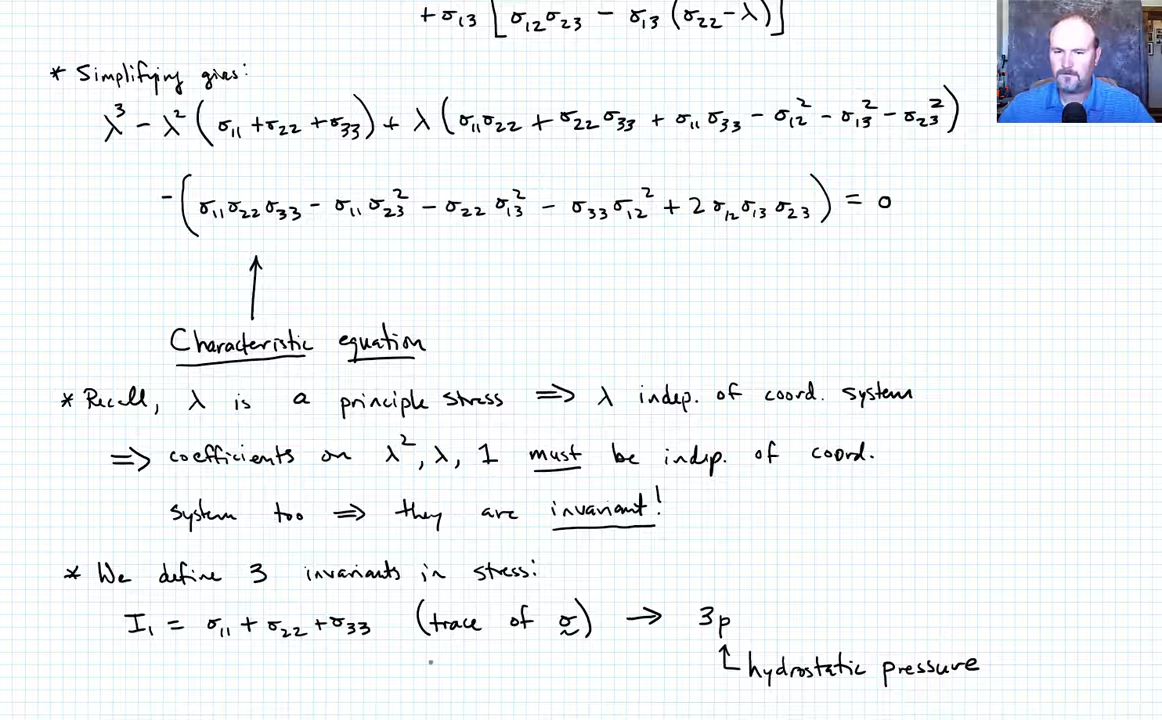 + σ₁₃ [ σ₁₂σ₂₃ − σ₁₃ (σ₂₂ − λ) ]
* Simplifying gives:
λ³ − λ² ( σ₁₁ + σ₂₂ + σ₃₃ ) + λ ( σ₁₁σ₂₂ + σ₂₂σ₃₃ + σ₁₁σ₃₃ − σ₁₂² − σ₁₃² − σ₂₃² )
− ( σ₁₁σ₂₂σ₃₃ − σ₁₁σ₂₃² − σ₂₂σ₁₃² − σ₃₃σ₁₂² + 2σ₁₂σ₁₃σ₂₃ ) = 0
Characteristic equation
* Recall, λ is a principle stress ⇒ λ indep. of coord. system
⇒ coefficients on λ², λ, 1 must be indep. of coord.
system too ⇒ they are invariant!
* We define 3 invariants in stress:
I₁ = σ₁₁ + σ₂₂ + σ₃₃ (trace of σ̰) → 3p
hydrostatic pressure